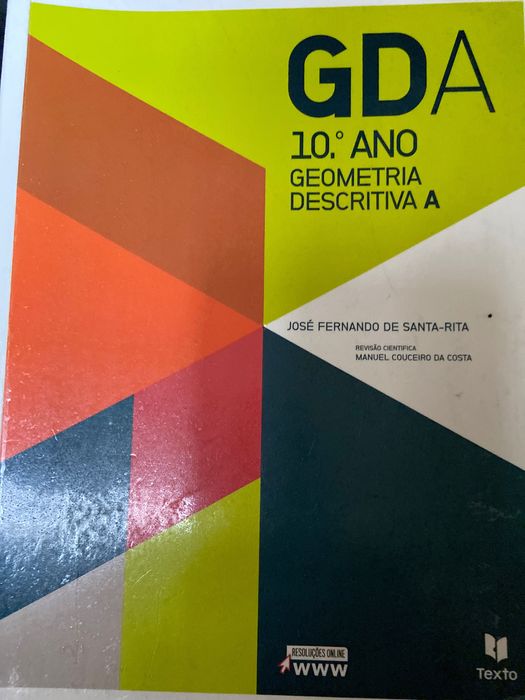 GDA
10.º ANO
GEOMETRIA
DESCRITIVA A
JOSÉ FERNANDO DE SANTA-RITA
REVISÃO CIENTIFICA
MANUEL COUCEIRO DA COSTA
RESOLUÇÕES ONLINE
WWW
Texto